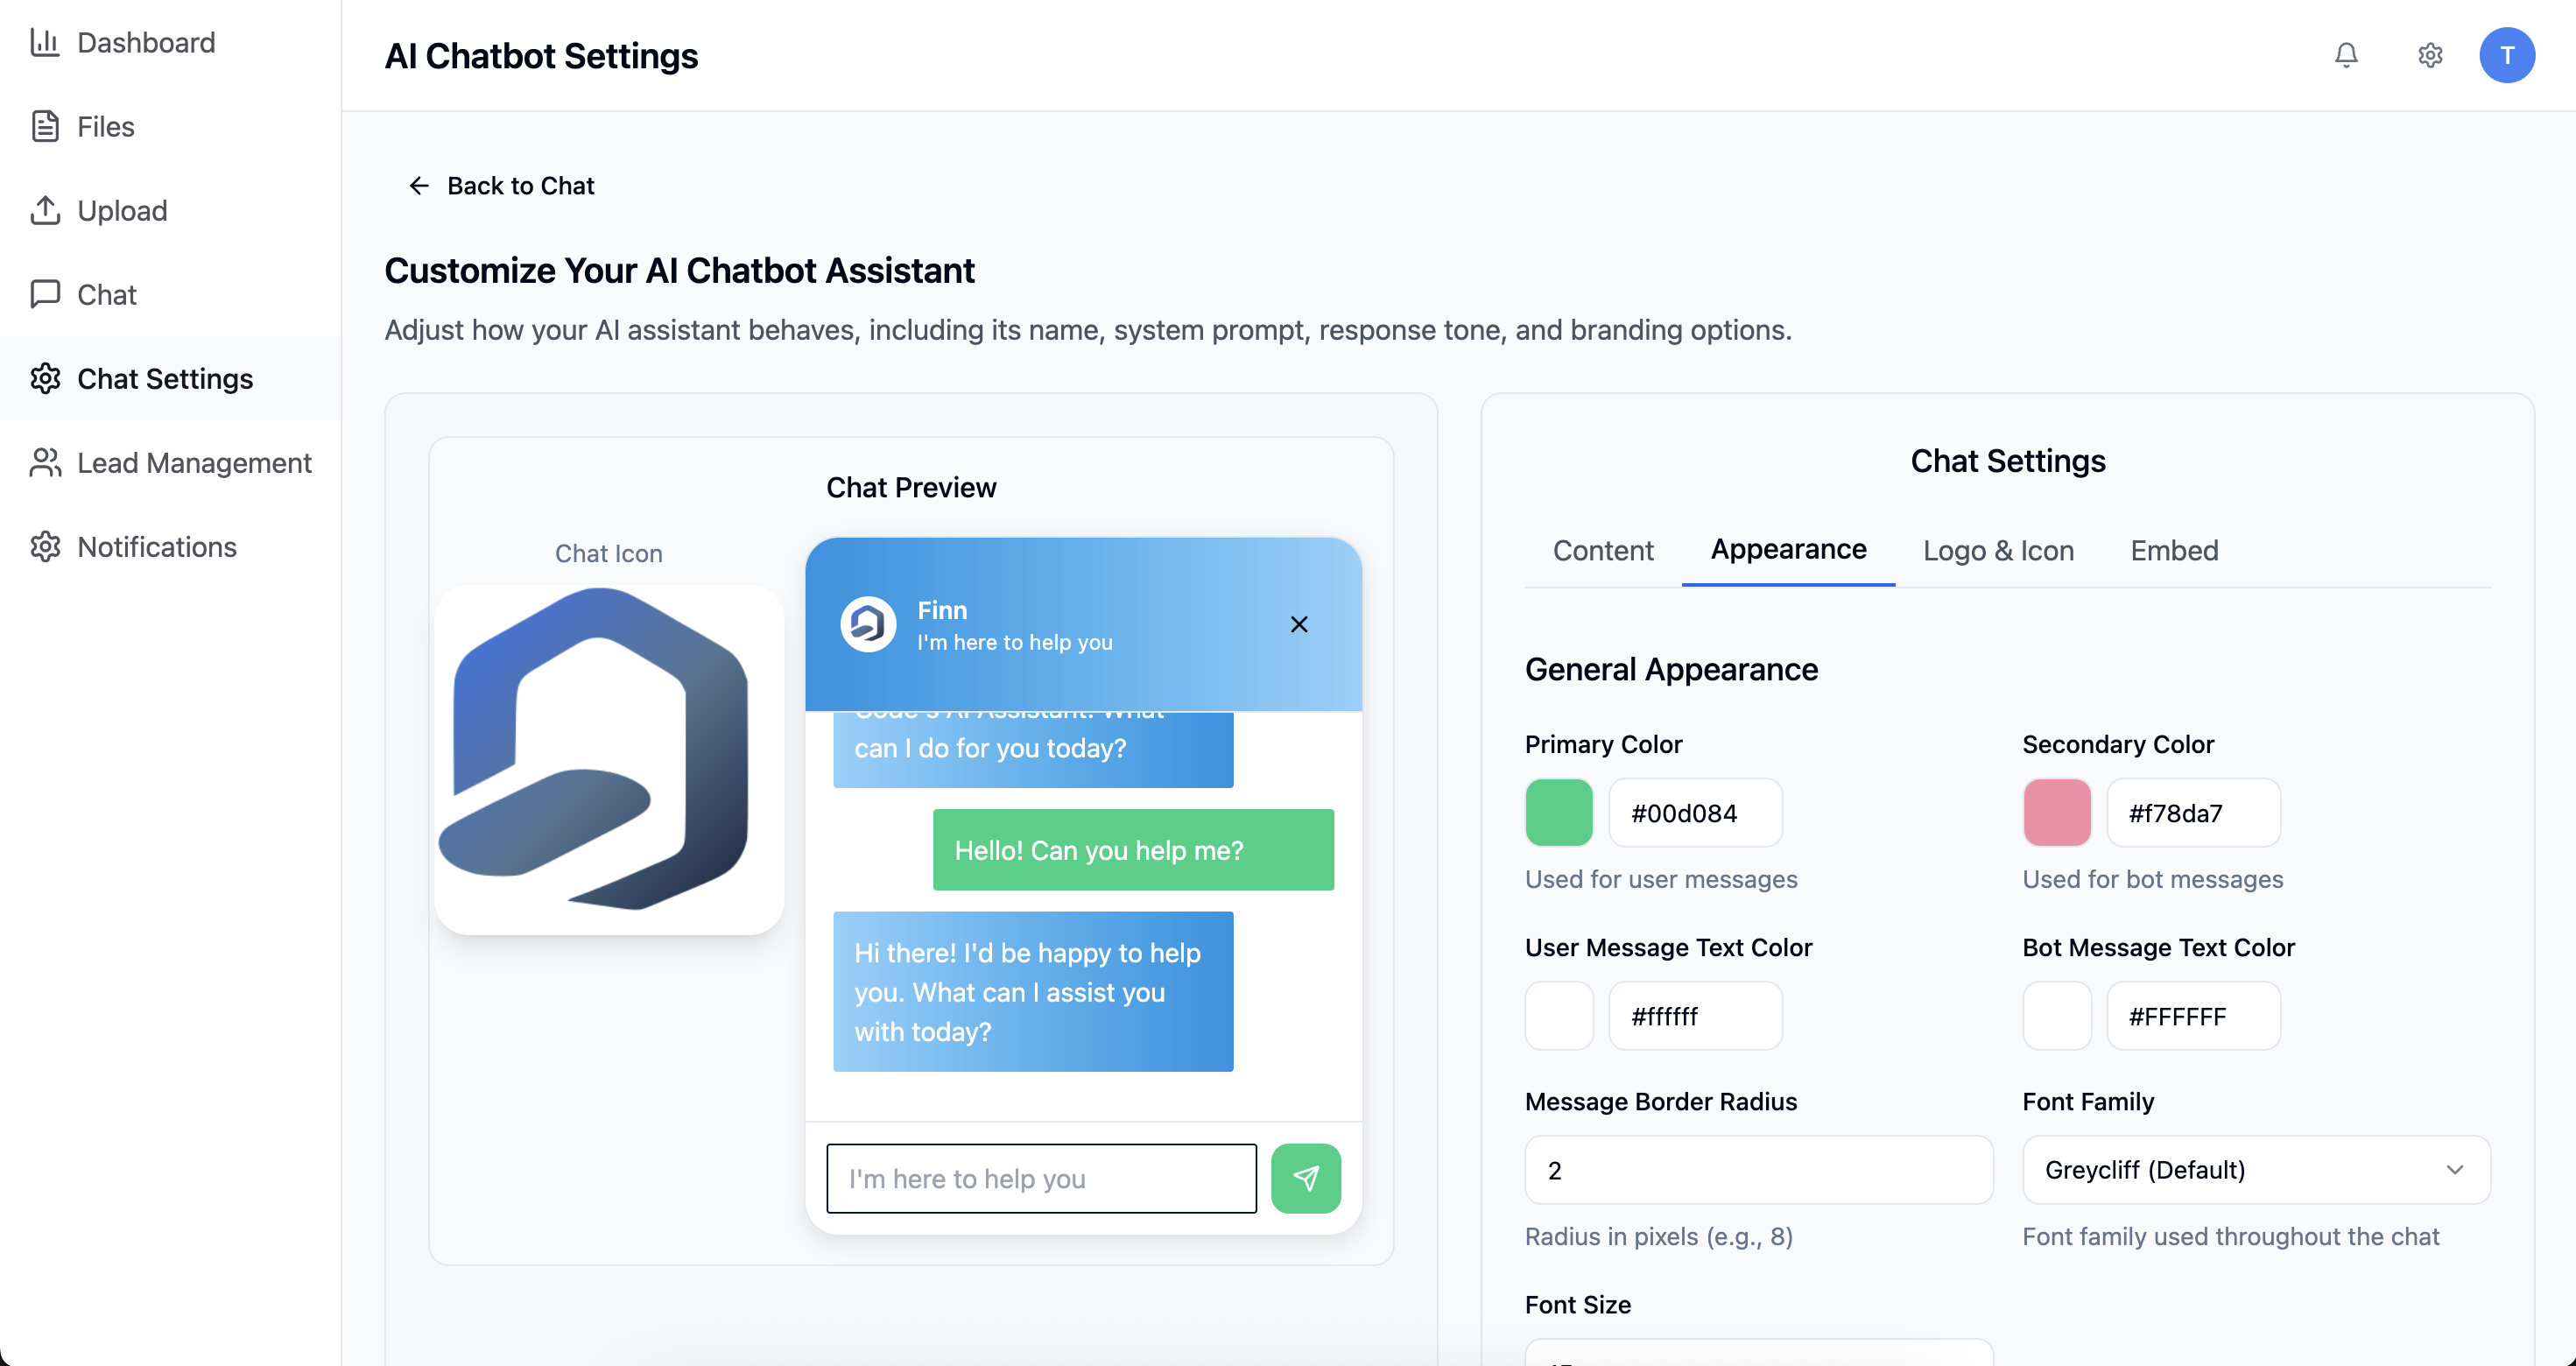 Dashboard
Files
Upload
Chat
Chat Settings
Lead Management
Notifications
AI Chatbot Settings
T
Back to Chat
Customize Your AI Chatbot Assistant
Adjust how your AI assistant behaves, including its name, system prompt, response tone, and branding options.
Chat Preview
Chat Icon
Finn
I'm here to help you
Code's AI Assistant! What
can I do for you today?
Hello! Can you help me?
Hi there! I'd be happy to help
you. What can I assist you
with today?
I'm here to help you
Chat Settings
Content Appearance Logo & Icon Embed
General Appearance
Primary Color
#00d084
Used for user messages
Secondary Color
#f78da7
Used for bot messages
User Message Text Color
#ffffff
Bot Message Text Color
#FFFFFF
Message Border Radius
2
Radius in pixels (e.g., 8)
Font Family
Greycliff (Default)
Font family used throughout the chat
Font Size